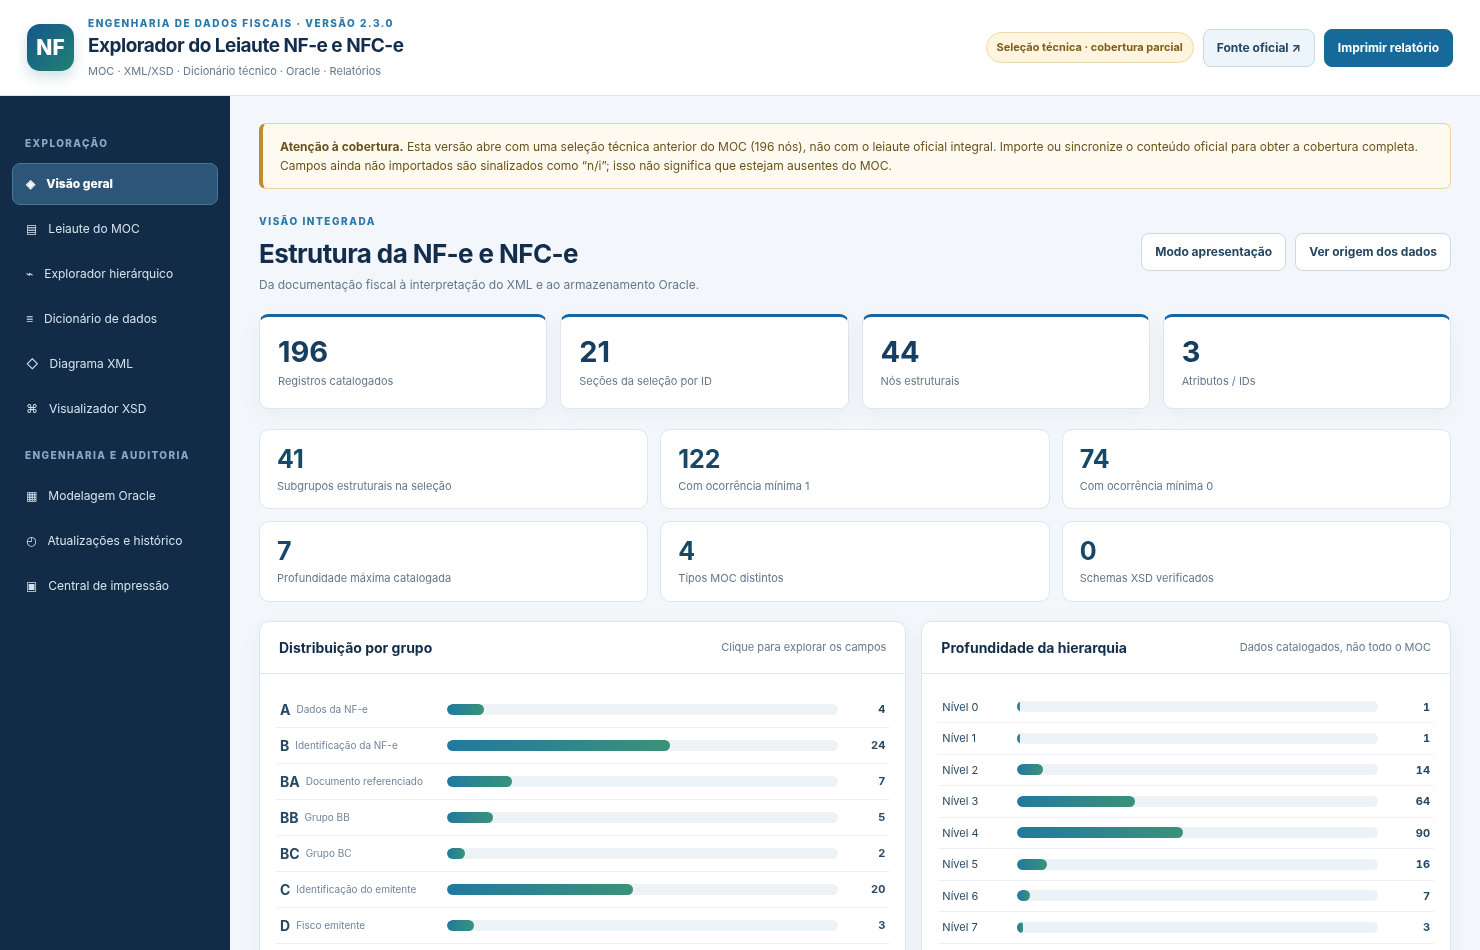 NF
ENGENHARIA DE DADOS FISCAIS · VERSÃO 2.3.0
Explorador do Leiaute NF-e e NFC-e
MOC · XML/XSD · Dicionário técnico · Oracle · Relatórios
Seleção técnica · cobertura parcial
Fonte oficial ↗
Imprimir relatório
EXPLORAÇÃO
Visão geral
Leiaute do MOC
Explorador hierárquico
Dicionário de dados
Diagrama XML
Visualizador XSD
ENGENHARIA E AUDITORIA
Modelagem Oracle
Atualizações e histórico
Central de impressão
Atenção à cobertura. Esta versão abre com uma seleção técnica anterior do MOC (196 nós), não com o leiaute oficial integral. Importe ou sincronize o conteúdo oficial para obter a cobertura completa.
Campos ainda não importados são sinalizados como “n/i”; isso não significa que estejam ausentes do MOC.
VISÃO INTEGRADA
Estrutura da NF-e e NFC-e
Da documentação fiscal à interpretação do XML e ao armazenamento Oracle.
Modo apresentação
Ver origem dos dados
196
Registros catalogados
21
Seções da seleção por ID
44
Nós estruturais
3
Atributos / IDs
41
Subgrupos estruturais na seleção
122
Com ocorrência mínima 1
74
Com ocorrência mínima 0
7
Profundidade máxima catalogada
4
Tipos MOC distintos
0
Schemas XSD verificados
Distribuição por grupo
Clique para explorar os campos
A Dados da NF-e 4
B Identificação da NF-e 24
BA Documento referenciado 7
BB Grupo BB 5
BC Grupo BC 2
C Identificação do emitente 20
D Fisco emitente 3
Profundidade da hierarquia
Dados catalogados, não todo o MOC
Nível 0 1
Nível 1 1
Nível 2 14
Nível 3 64
Nível 4 90
Nível 5 16
Nível 6 7
Nível 7 3